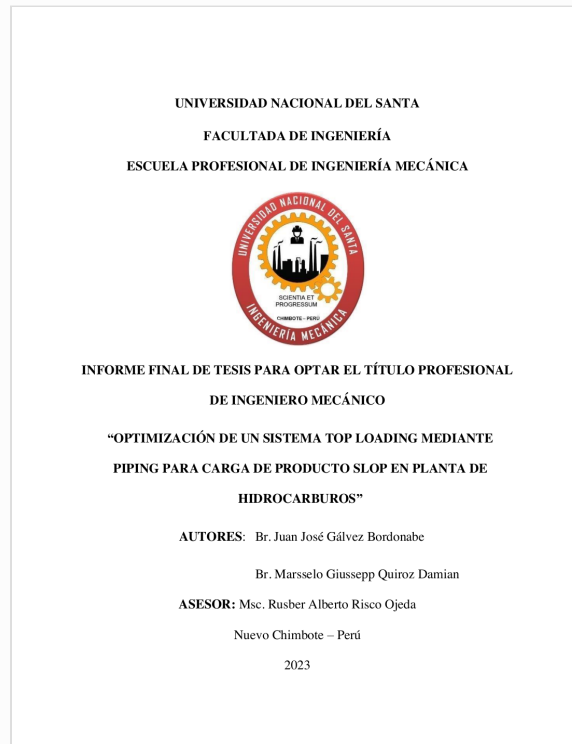 UNIVERSIDAD NACIONAL DEL SANTA
FACULTADA DE INGENIERÍA
ESCUELA PROFESIONAL DE INGENIERÍA MECÁNICA
UNIVERSIDAD NACIONAL DEL SANTA
SCIENTIA ET
PROGRESSUM
CHIMBOTE - PERÚ
INGENIERÍA MECÁNICA
INFORME FINAL DE TESIS PARA OPTAR EL TÍTULO PROFESIONAL
DE INGENIERO MECÁNICO
“OPTIMIZACIÓN DE UN SISTEMA TOP LOADING MEDIANTE
PIPING PARA CARGA DE PRODUCTO SLOP EN PLANTA DE
HIDROCARBUROS”
AUTORES: Br. Juan José Gálvez Bordonabe
Br. Marsselo Giussepp Quiroz Damian
ASESOR: Msc. Rusber Alberto Risco Ojeda
Nuevo Chimbote – Perú
2023